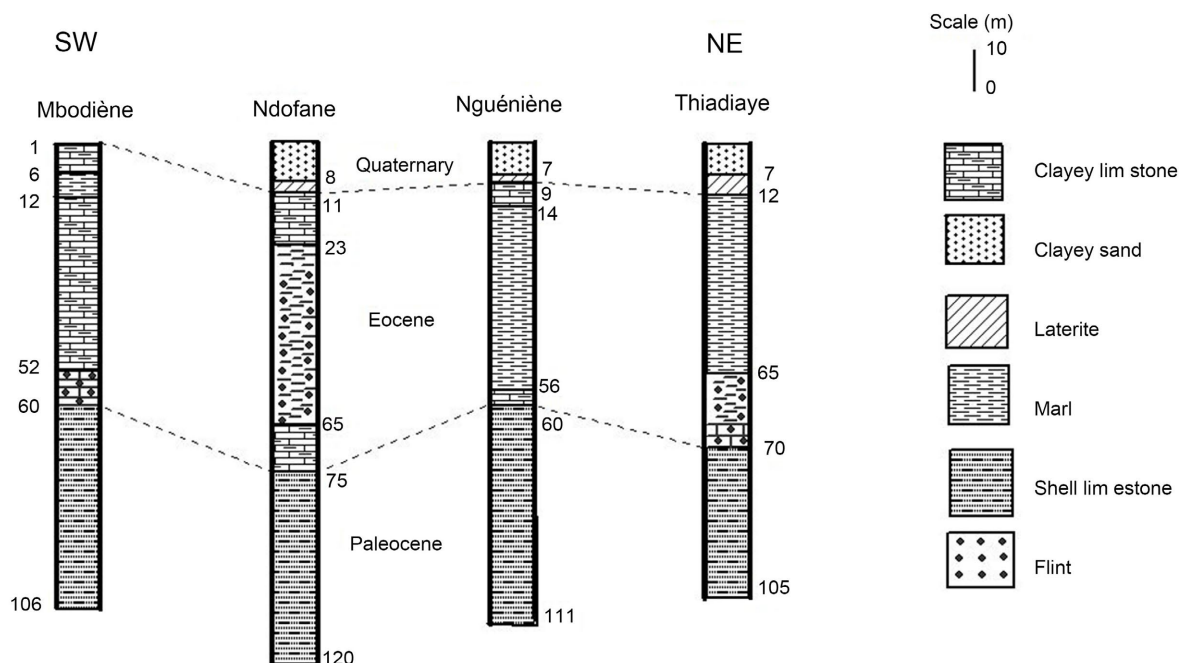 SW
NE
Scale (m)
10
0
Mbodiène
Ndofane
Nguéniène
Thiadiaye
1
6
12
52
60
106
8
11
23
65
75
120
7
9
14
56
60
111
7
12
65
70
105
Quaternary
Eocene
Paleocene
Clayey lim stone
Clayey sand
Laterite
Marl
Shell lim estone
Flint